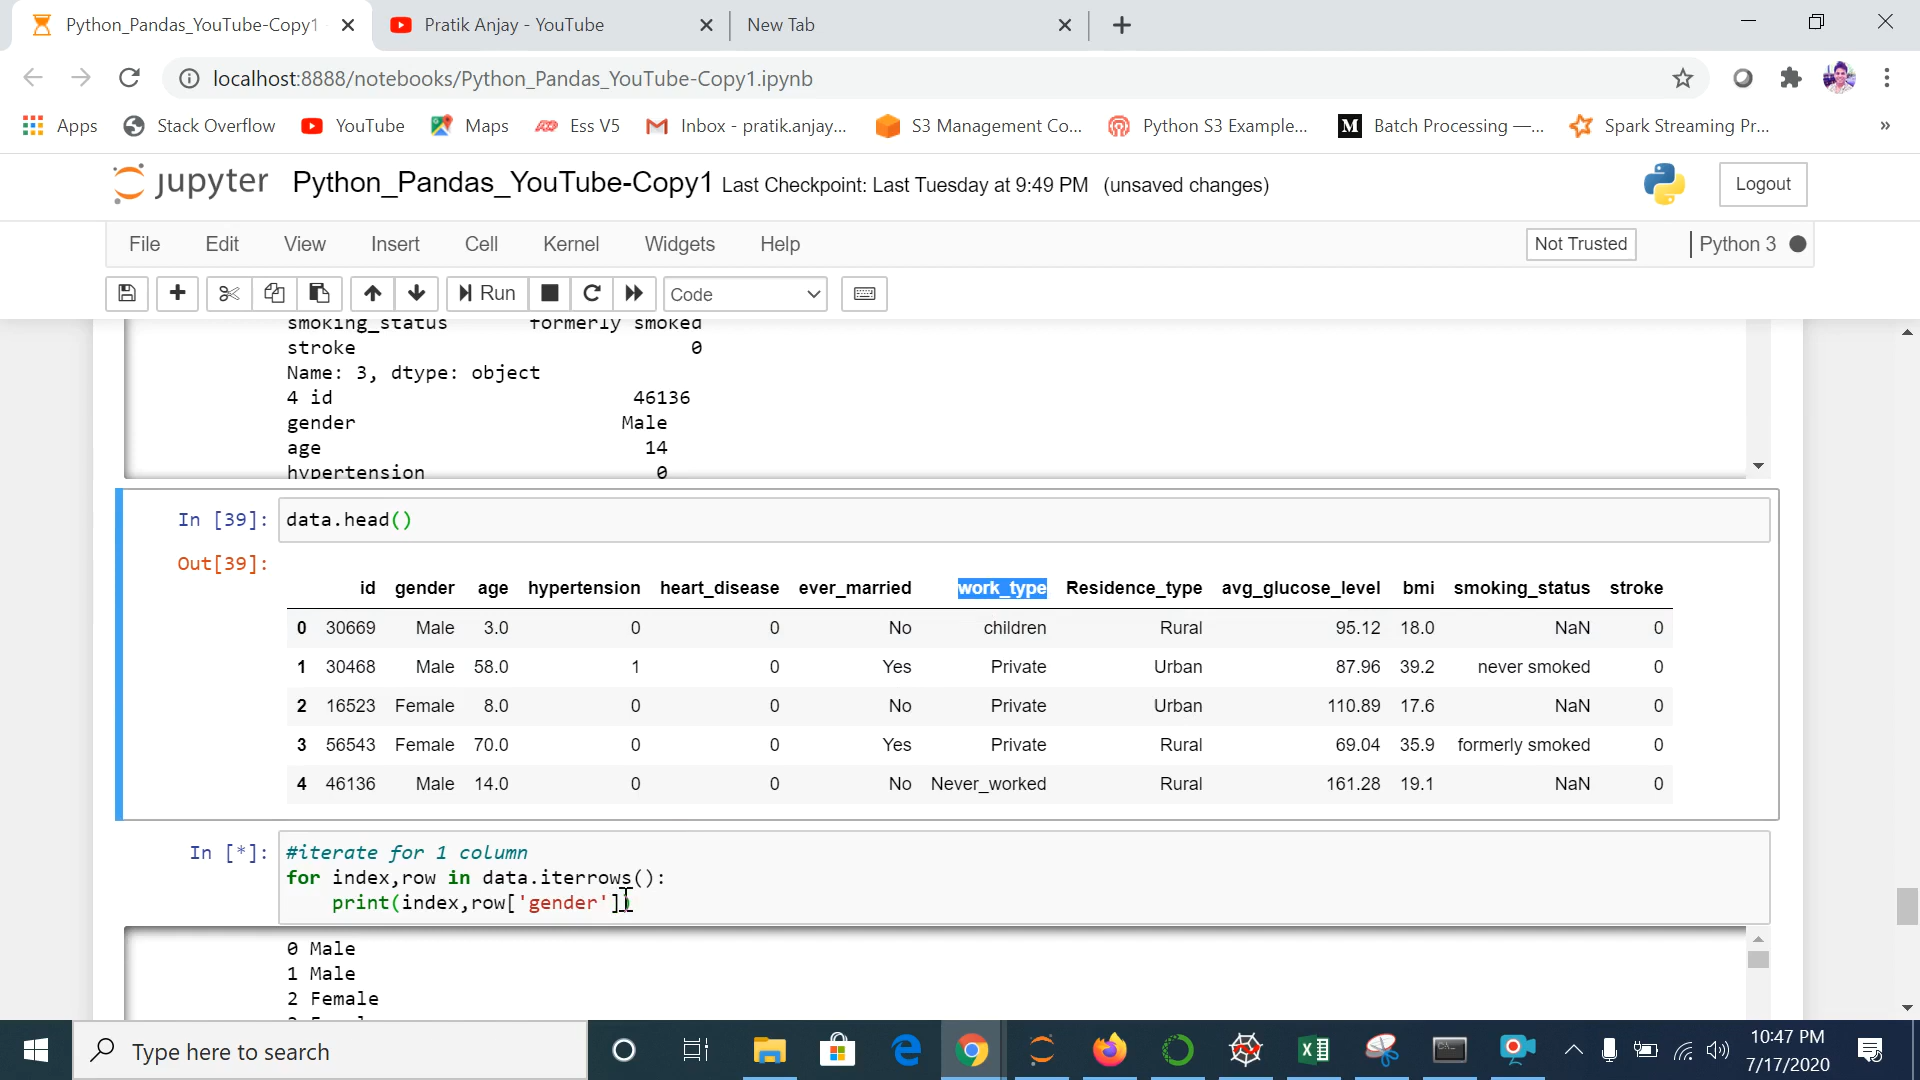 Python_Pandas_YouTube-Copy1
Pratik Anjay - YouTube
New Tab
localhost:8888/notebooks/Python_Pandas_YouTube-Copy1.ipynb
Apps
Stack Overflow
YouTube
Maps
Ess V5
Inbox - pratik.anjay...
S3 Management Co...
Python S3 Example...
Batch Processing —...
Spark Streaming Pr...
»
jupyter Python_Pandas_YouTube-Copy1 Last Checkpoint: Last Tuesday at 9:49 PM (unsaved changes)
Logout
File Edit View Insert Cell Kernel Widgets Help
Not Trusted
Python 3
Run
Code
smoking_status formerly smoked
stroke 0
Name: 3, dtype: object
4 id 46136
gender Male
age 14
hypertension 0
In [39]: data.head()
Out[39]:
id gender age hypertension heart_disease ever_married work_type Residence_type avg_glucose_level bmi smoking_status stroke
0 30669 Male 3.0 0 0 No children Rural 95.12 18.0 NaN 0
1 30468 Male 58.0 1 0 Yes Private Urban 87.96 39.2 never smoked 0
2 16523 Female 8.0 0 0 No Private Urban 110.89 17.6 NaN 0
3 56543 Female 70.0 0 0 Yes Private Rural 69.04 35.9 formerly smoked 0
4 46136 Male 14.0 0 0 No Never_worked Rural 161.28 19.1 NaN 0
In [*]: #iterate for 1 column
for index,row in data.iterrows():
print(index,row['gender'])
0 Male
1 Male
2 Female
Type here to search
10:47 PM
7/17/2020